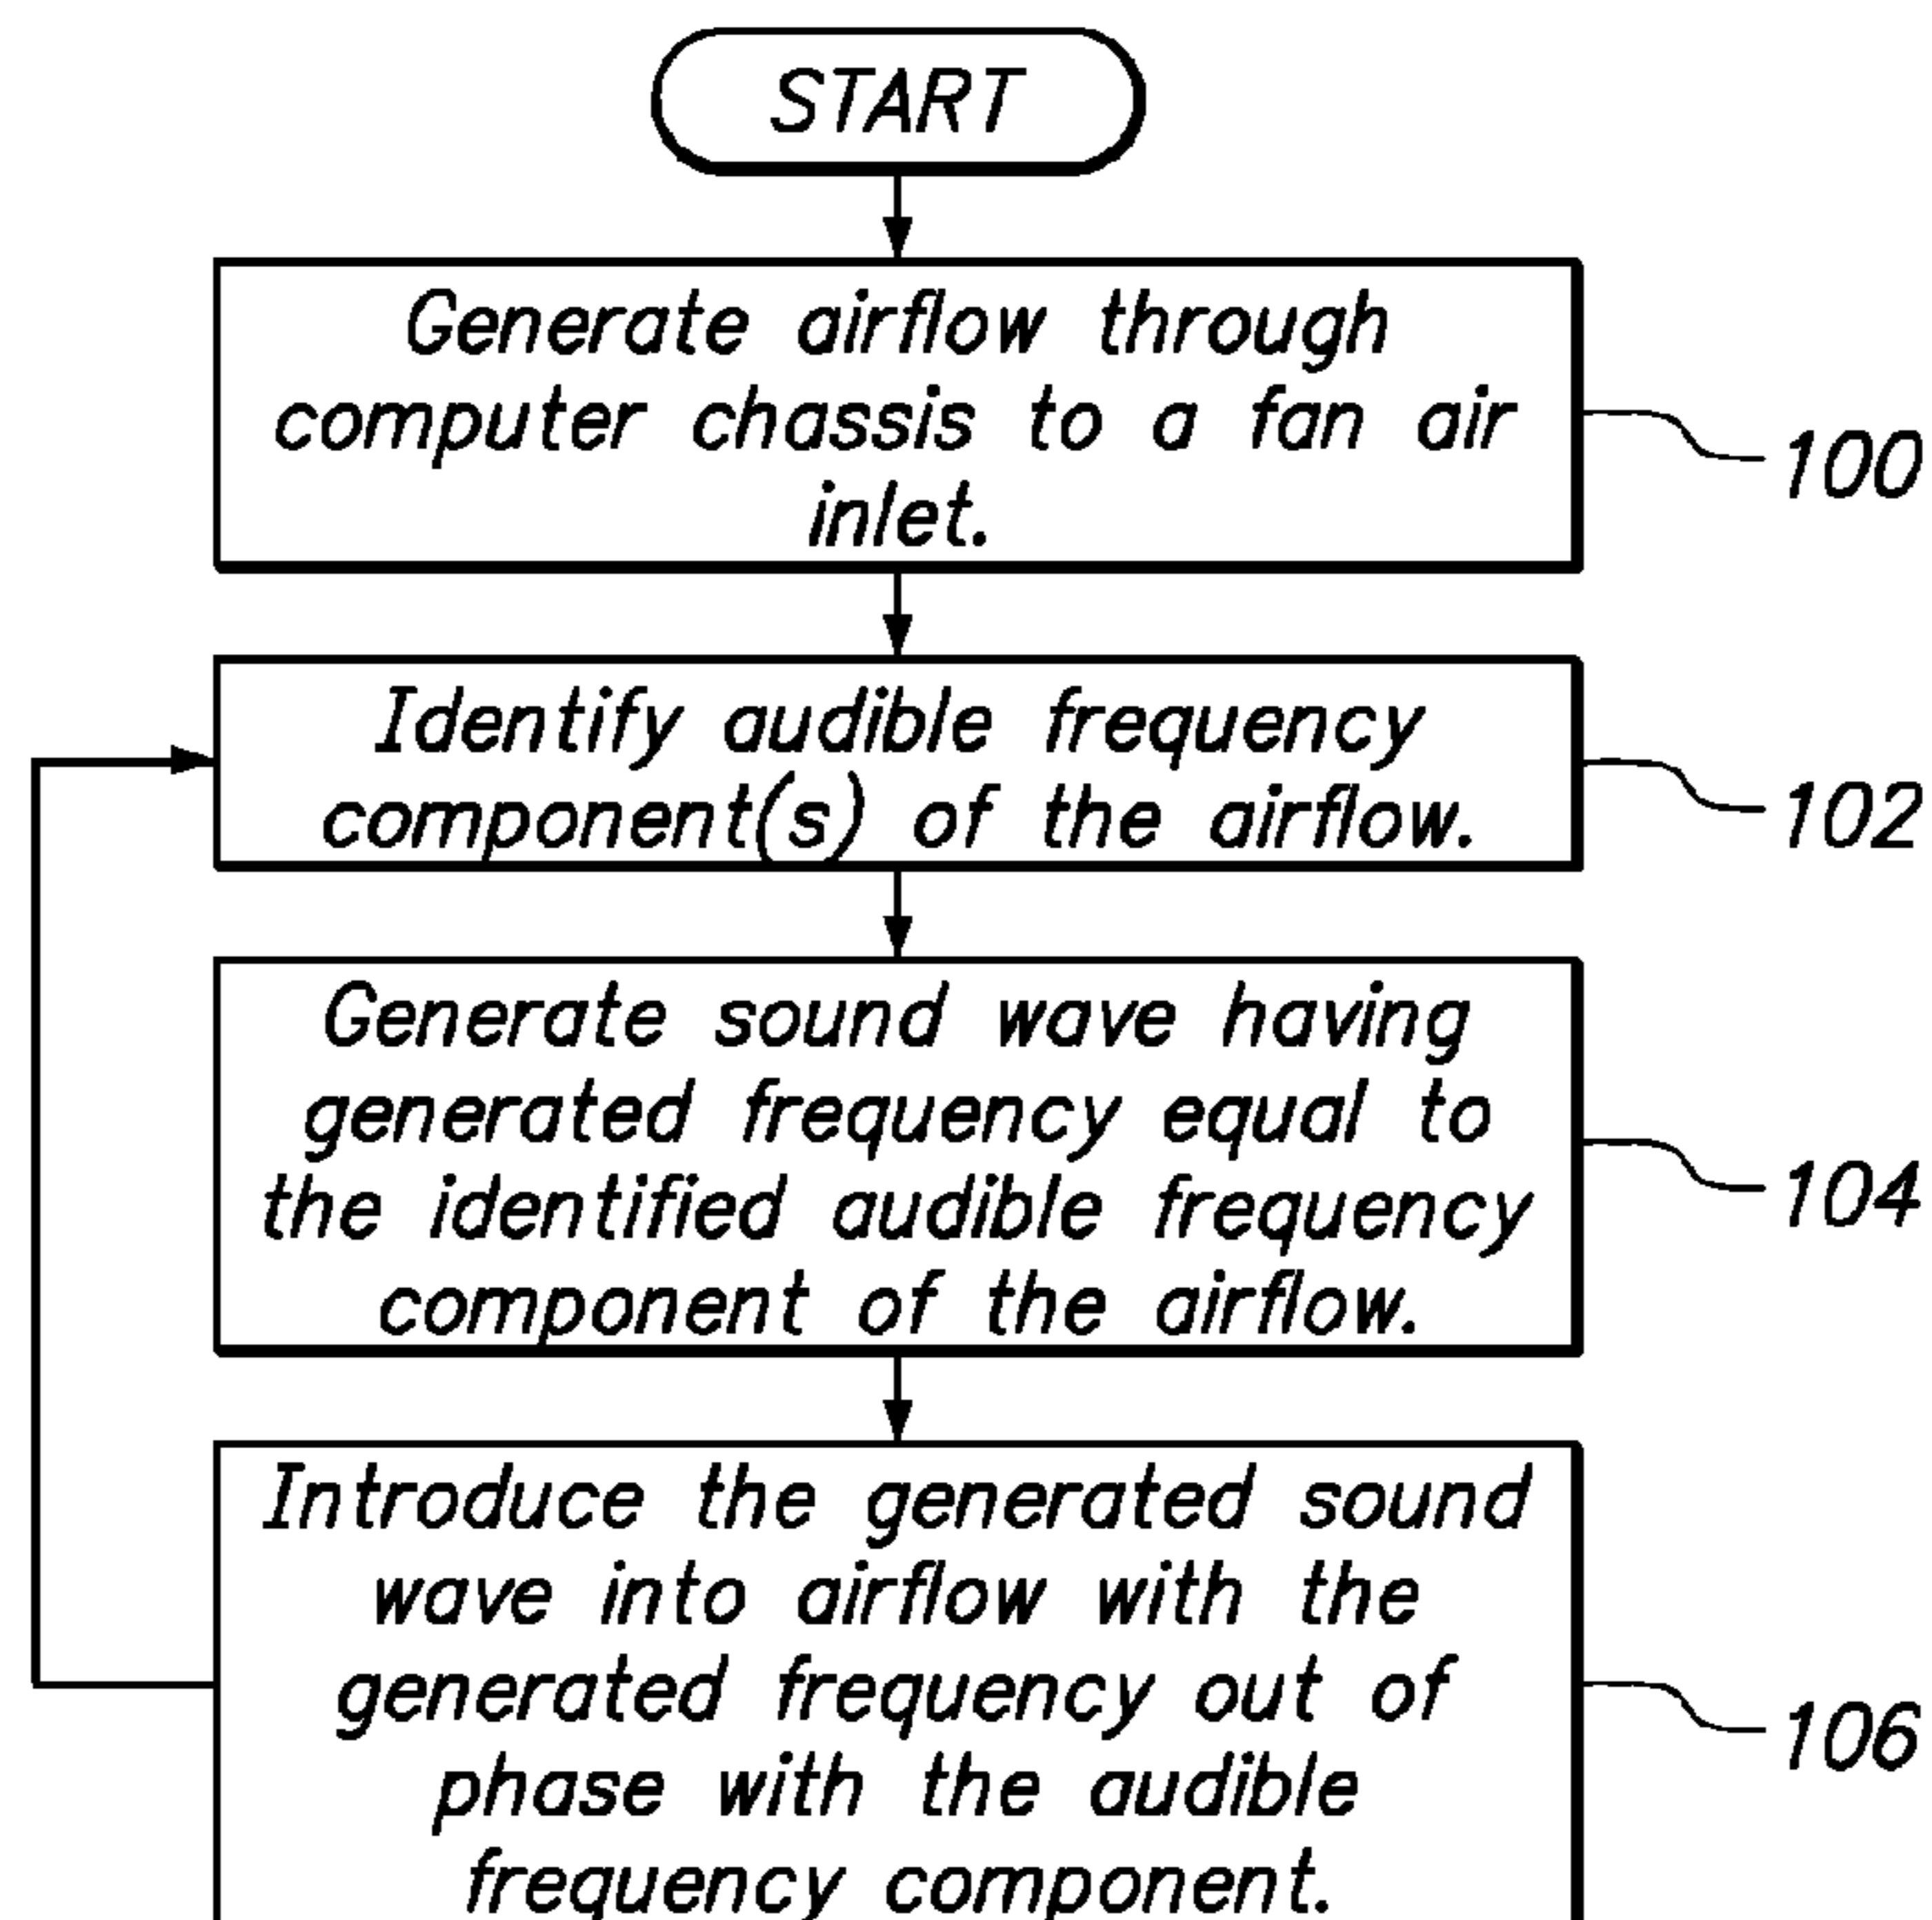 START
Generate airflow through
computer chassis to a fan air
inlet.
100
Identify audible frequency
component(s) of the airflow.
102
Generate sound wave having
generated frequency equal to
the identified audible frequency
component of the airflow.
104
Introduce the generated sound
wave into airflow with the
generated frequency out of
phase with the audible
frequency component.
106